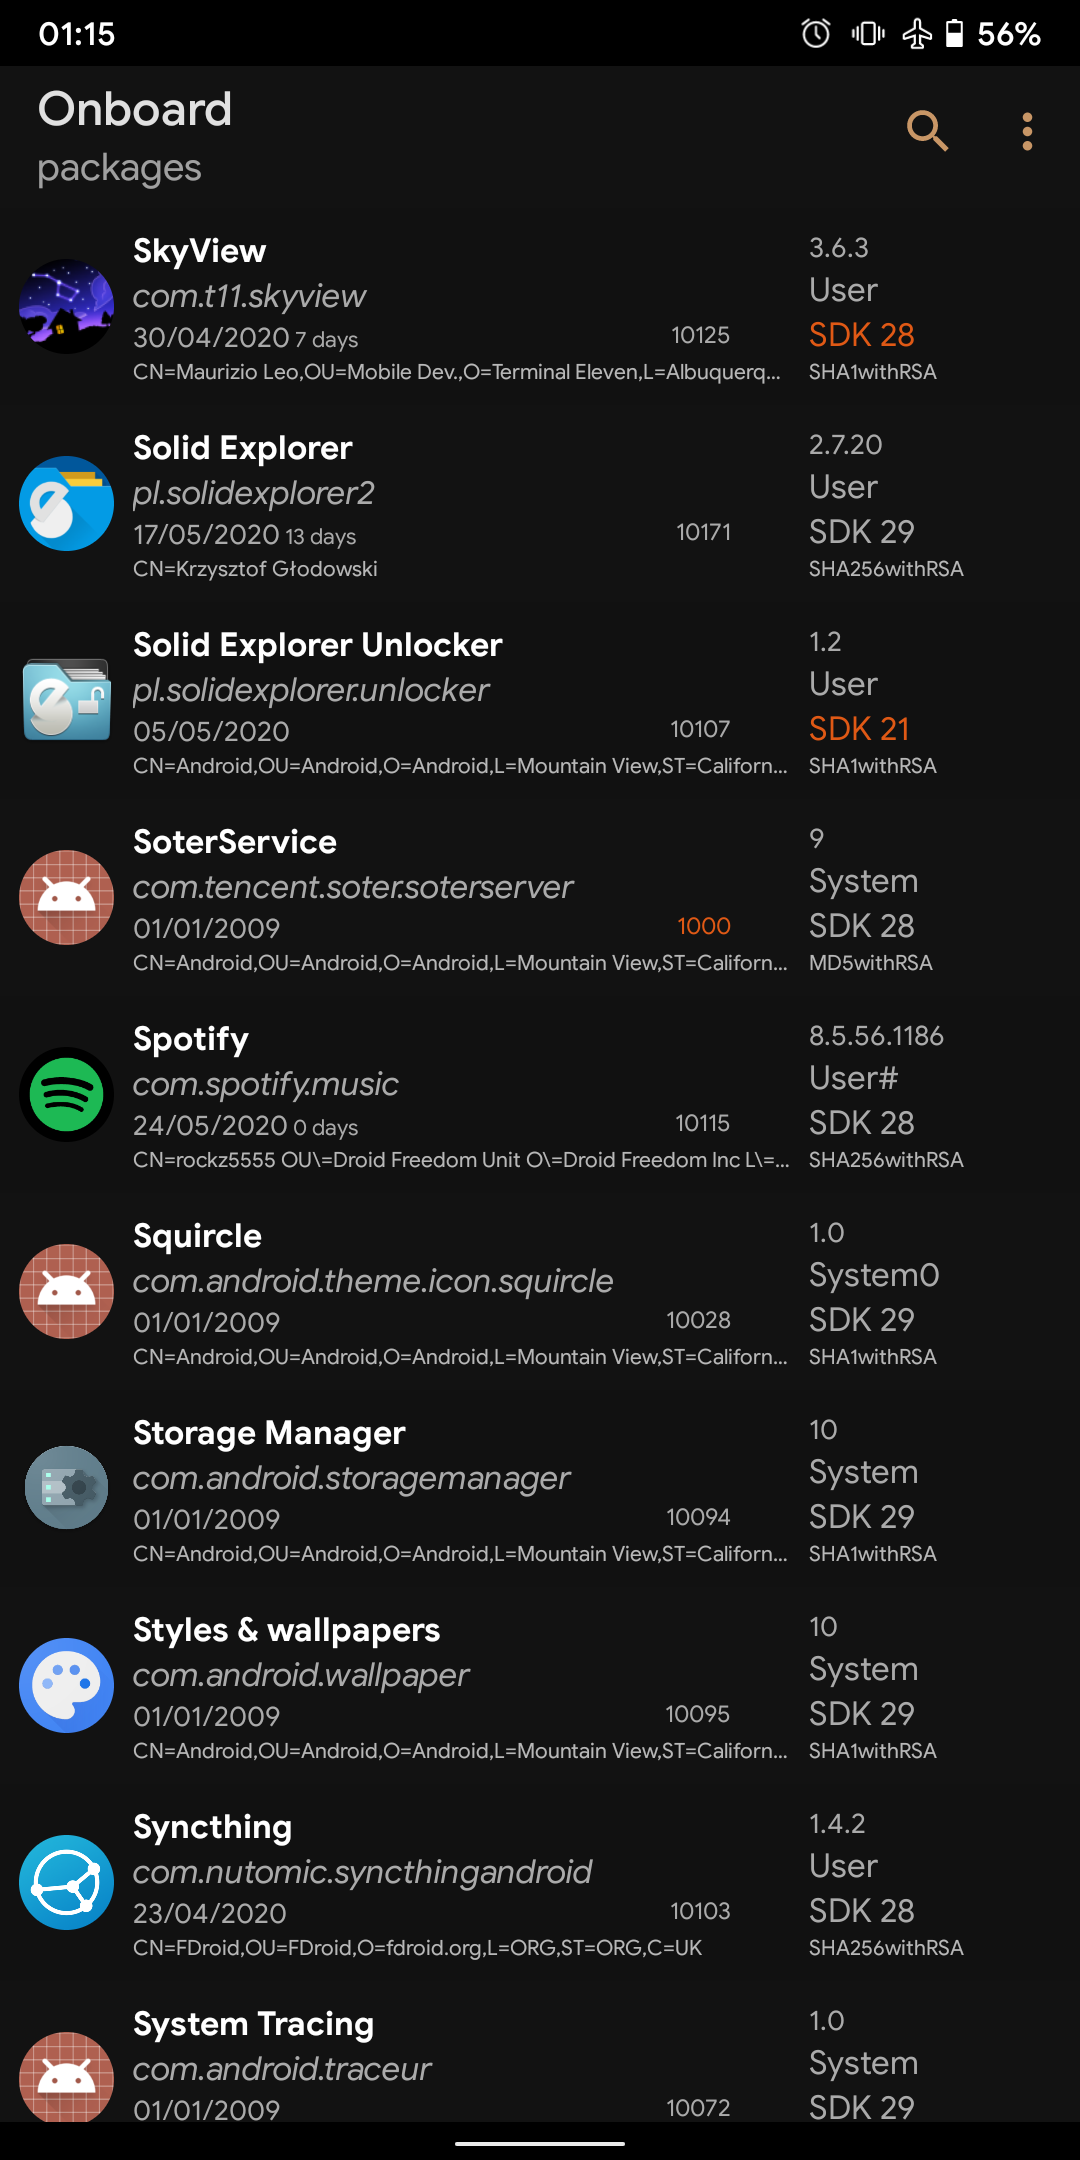 01:15 56%
Onboard
packages
SkyView 3.6.3
com.t11.skyview User
30/04/2020 7 days 10125 SDK 28
CN=Maurizio Leo,OU=Mobile Dev.,O=Terminal Eleven,L=Albuquerq... SHA1withRSA
Solid Explorer 2.7.20
pl.solidexplorer2 User
17/05/2020 13 days 10171 SDK 29
CN=Krzysztof Głodowski SHA256withRSA
Solid Explorer Unlocker 1.2
pl.solidexplorer.unlocker User
05/05/2020 10107 SDK 21
CN=Android,OU=Android,O=Android,L=Mountain View,ST=Californ... SHA1withRSA
SoterService 9
com.tencent.soter.soterserver System
01/01/2009 1000 SDK 28
CN=Android,OU=Android,O=Android,L=Mountain View,ST=Californ... MD5withRSA
Spotify 8.5.56.1186
com.spotify.music User#
24/05/2020 0 days 10115 SDK 28
CN=rockz5555 OU\=Droid Freedom Unit O\=Droid Freedom Inc L\=... SHA256withRSA
Squircle 1.0
com.android.theme.icon.squircle System0
01/01/2009 10028 SDK 29
CN=Android,OU=Android,O=Android,L=Mountain View,ST=Californ... SHA1withRSA
Storage Manager 10
com.android.storagemanager System
01/01/2009 10094 SDK 29
CN=Android,OU=Android,O=Android,L=Mountain View,ST=Californ... SHA1withRSA
Styles & wallpapers 10
com.android.wallpaper System
01/01/2009 10095 SDK 29
CN=Android,OU=Android,O=Android,L=Mountain View,ST=Californ... SHA1withRSA
Syncthing 1.4.2
com.nutomic.syncthingandroid User
23/04/2020 10103 SDK 28
CN=FDroid,OU=FDroid,O=fdroid.org,L=ORG,ST=ORG,C=UK SHA256withRSA
System Tracing 1.0
com.android.traceur System
01/01/2009 10072 SDK 29